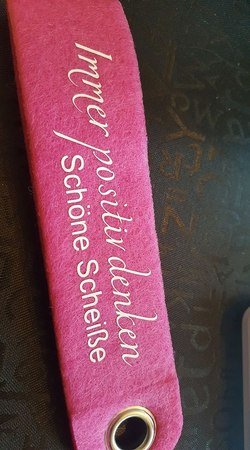 Immer positiv denken
Schöne Scheiße